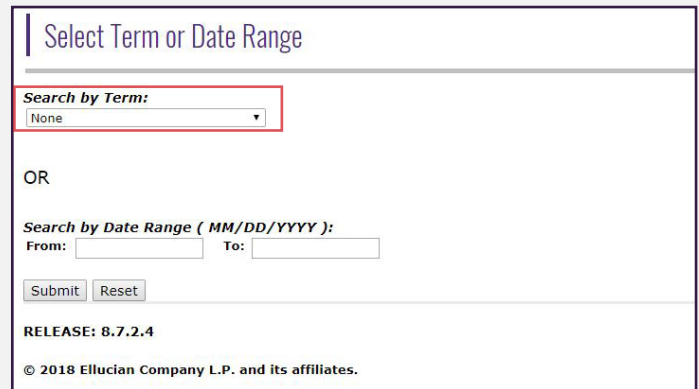 Select Term or Date Range
Search by Term:
None
OR
Search by Date Range ( MM/DD/YYYY ):
From: To:
Submit Reset
RELEASE: 8.7.2.4
© 2018 Ellucian Company L.P. and its affiliates.